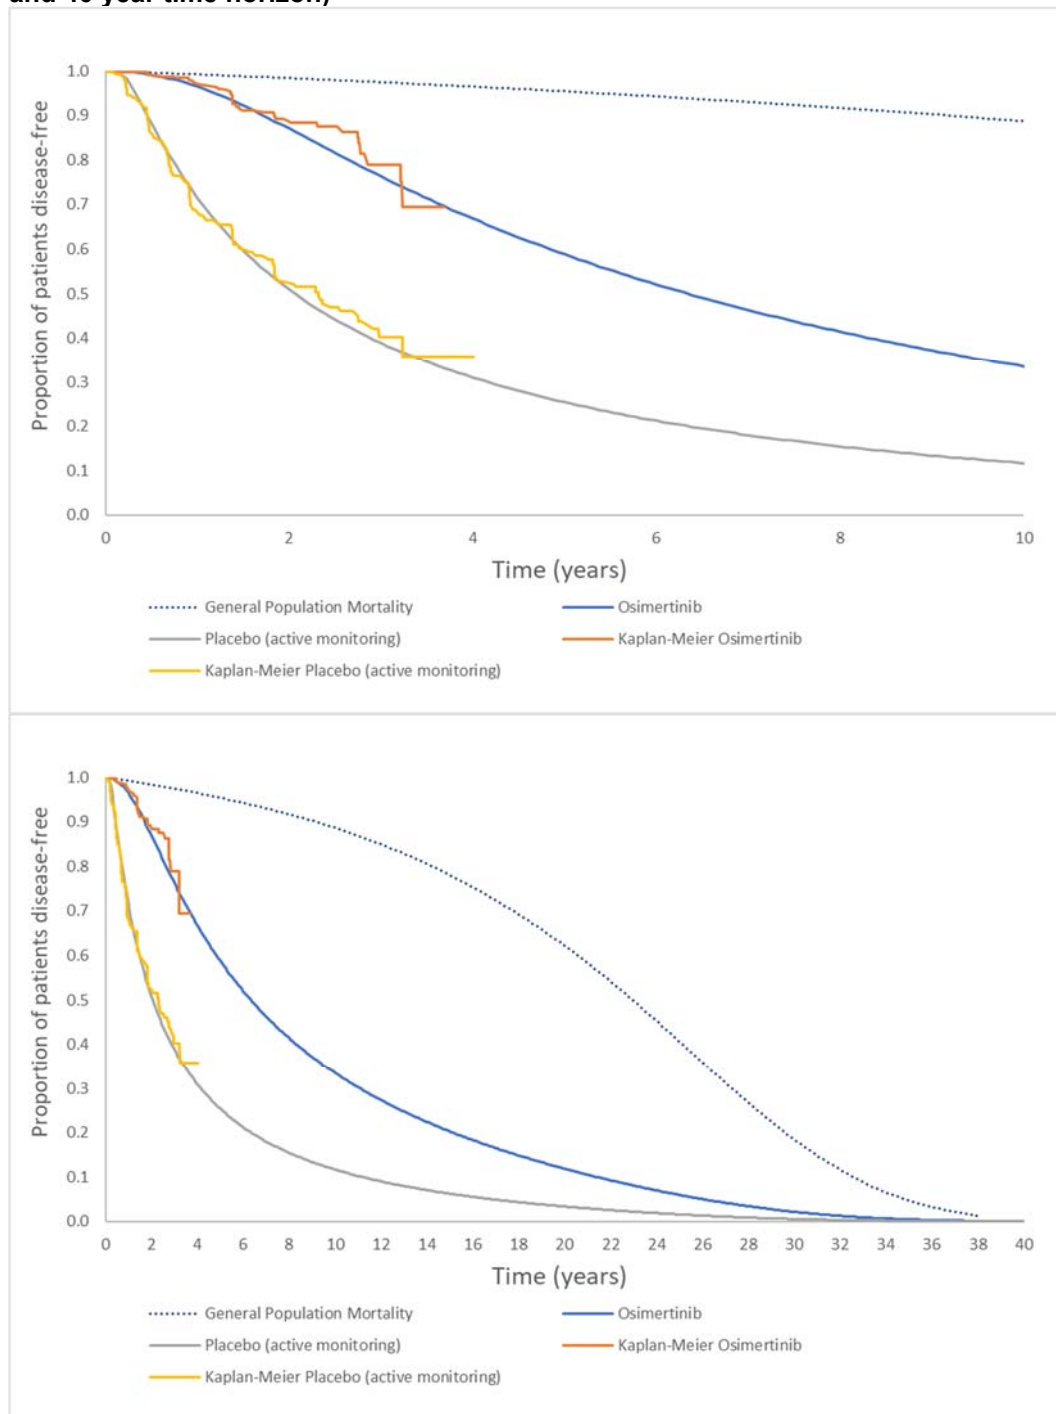 and 40 year time horizon)
1.0
0.9
0.8
0.7
0.6
0.5
0.4
0.3
0.2
0.1
0.0
Proportion of patients disease-free
0 2 4 6 8 10
Time (years)
General Population Mortality Osimertinib
Placebo (active monitoring) Kaplan-Meier Osimertinib
Kaplan-Meier Placebo (active monitoring)
1.0
0.9
0.8
0.7
0.6
0.5
0.4
0.3
0.2
0.1
0.0
Proportion of patients disease-free
0 2 4 6 8 10 12 14 16 18 20 22 24 26 28 30 32 34 36 38 40
Time (years)
General Population Mortality Osimertinib
Placebo (active monitoring) Kaplan-Meier Osimertinib
Kaplan-Meier Placebo (active monitoring)